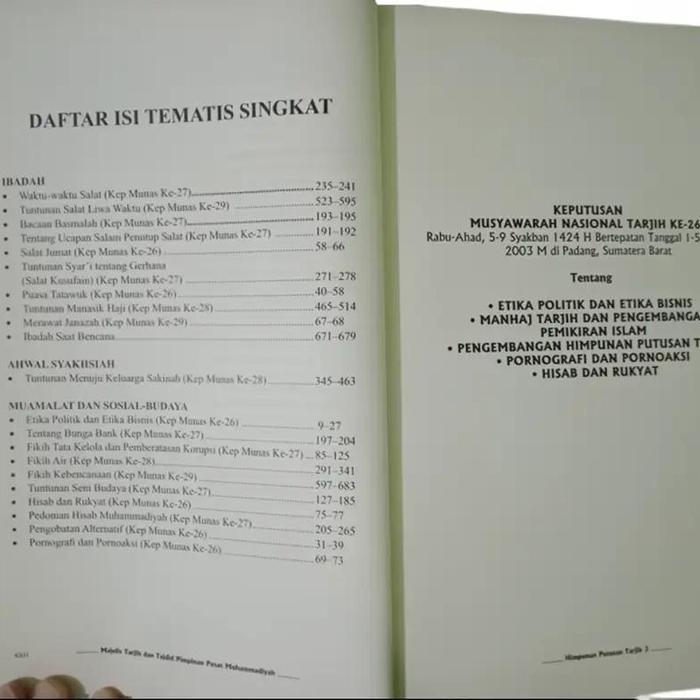 DAFTAR ISI TEMATIS SINGKAT
IBADAH
• Waktu-waktu Salat (Kep Munas Ke-27) 235-241
• Tuntunan Salat Lima Waktu (Kep Munas Ke-29) 523-595
• Bacaan Basmalah (Kep Munas Ke-27) 193-195
• Tentang Ucapan Salam Penutup Salat (Kep Munas Ke-27) 191-192
• Salat Jumat (Kep Munas Ke-26) 58-66
• Tuntunan Syar'i tentang Gerhana
(Salat Kusufain) (Kep Munas Ke-27) 271-278
• Puasa Tatawuk (Kep Munas Ke-26) 40-58
• Tuntunan Manasik Haji (Kep Munas Ke-28) 465-514
• Merawat Janazah (Kep Munas Ke-29) 67-68
• Ibadah Saat Bencana 671-679
AHWAL SYAKHSIAH
• Tuntunan Menuju Keluarga Sakinah (Kep Munas Ke-28) 345-463
MUAMALAT DAN SOSIAL-BUDAYA
• Etika Politik dan Etika Bisnis (Kep Munas Ke-26) 9-27
• Tentang Bunga Bank (Kep Munas Ke-27) 197-204
• Fikih Tata Kelola dan Pemberatasan Korupsi (Kep Munas Ke-27) 85-125
• Fikih Air (Kep Munas Ke-28) 291-341
• Fikih Kebencanaan (Kep Munas Ke-29) 597-683
• Tuntunan Seni Budaya (Kep Munas Ke-27) 127-185
• Hisab dan Rukyat (Kep Munas Ke-26) 75-77
• Pedoman Hisab Muhammadiyah (Kep Munas Ke-27) 205-265
• Pengobatan Alternatif (Kep Munas Ke-26) 31-39
• Pornografi dan Pornoaksi (Kep Munas Ke-26) 69-73
Majelis Tarjih dan Tajdid Pimpinan Pusat Muhammadiyah
KEPUTUSAN
MUSYAWARAH NASIONAL TARJIH KE-26
Rabu-Ahad, 5-9 Syakban 1424 H Bertepatan Tanggal 1-5
2003 M di Padang, Sumatera Barat
Tentang
• ETIKA POLITIK DAN ETIKA BISNIS
• MANHAJ TARJIH DAN PENGEMBANGA
PEMIKIRAN ISLAM
• PENGEMBANGAN HIMPUNAN PUTUSAN T
• PORNOGRAFI DAN PORNOAKSI
• HISAB DAN RUKYAT
Himpunan Putusan Tarjih 3